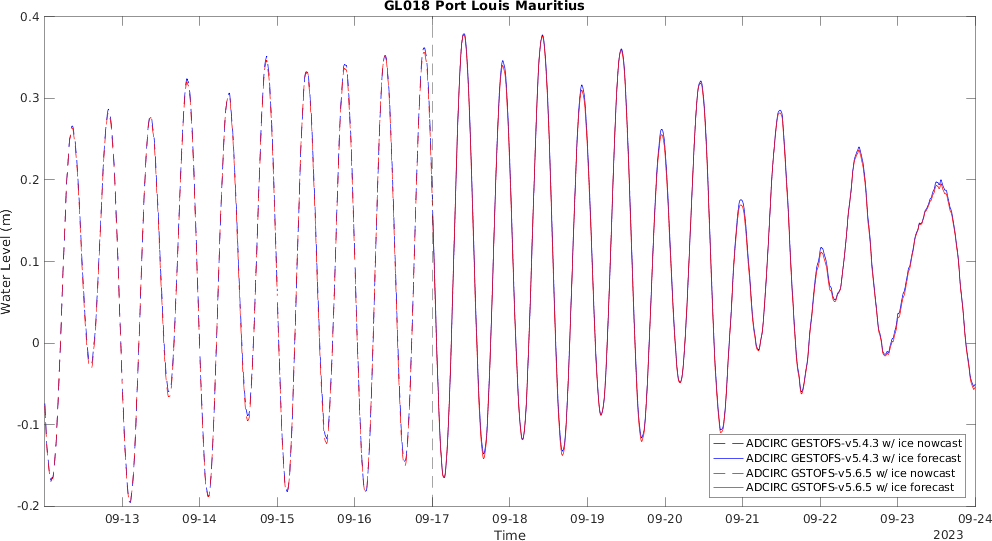 GL018 Port Louis Mauritius
0.4
0.3
0.2
0.1
0
-0.1
-0.2
Water Level (m)
09-13 09-14 09-15 09-16 09-17 09-18 09-19 09-20 09-21 09-22 09-23 09-24
Time
2023
ADCIRC GESTOFS-v5.4.3 w/ ice nowcast
ADCIRC GESTOFS-v5.4.3 w/ ice forecast
ADCIRC GSTOFS-v5.6.5 w/ ice nowcast
ADCIRC GSTOFS-v5.6.5 w/ ice forecast